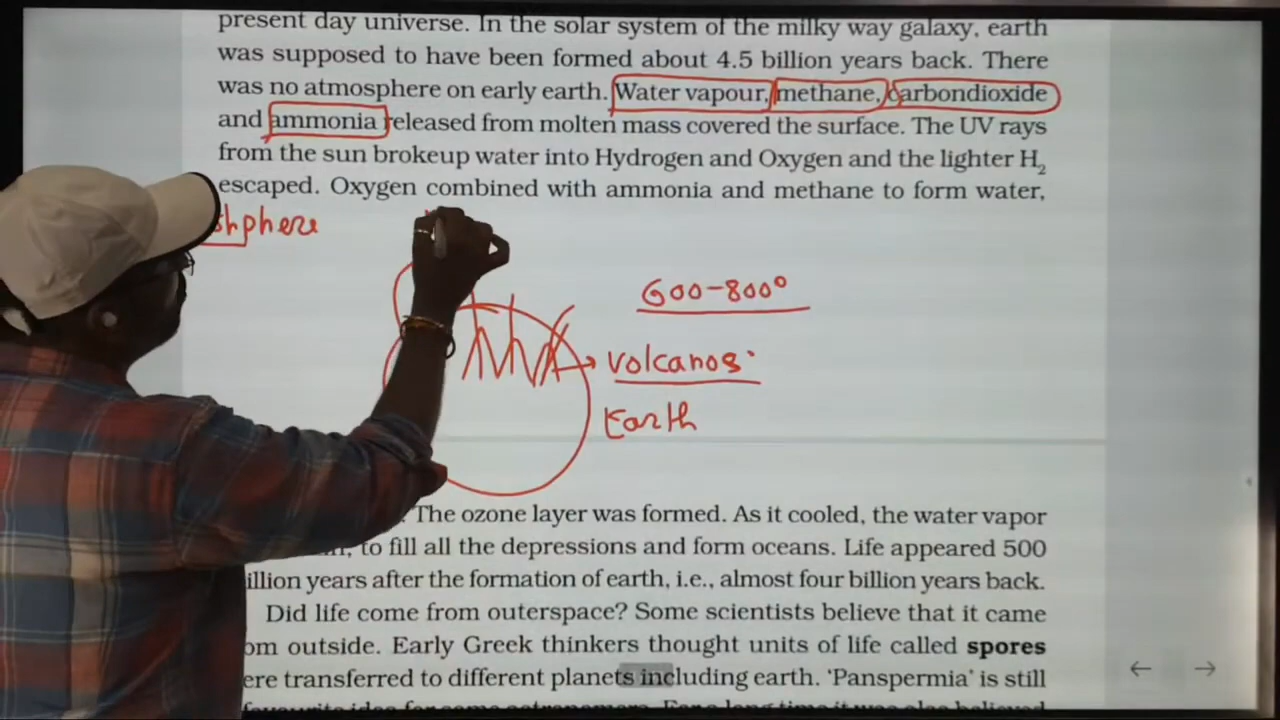 present day universe. In the solar system of the milky way galaxy, earth
was supposed to have been formed about 4.5 billion years back. There
was no atmosphere on early earth. Water vapour, methane, carbondioxide
and ammonia released from molten mass covered the surface. The UV rays
from the sun brokeup water into Hydrogen and Oxygen and the lighter H2
escaped. Oxygen combined with ammonia and methane to form water,
shphere
600-800°
volcanos
Earth
The ozone layer was formed. As it cooled, the water vapor
to fill all the depressions and form oceans. Life appeared 500
illion years after the formation of earth, i.e., almost four billion years back.
Did life come from outerspace? Some scientists believe that it came
om outside. Early Greek thinkers thought units of life called spores
ere transferred to different planets including earth. 'Panspermia' is still